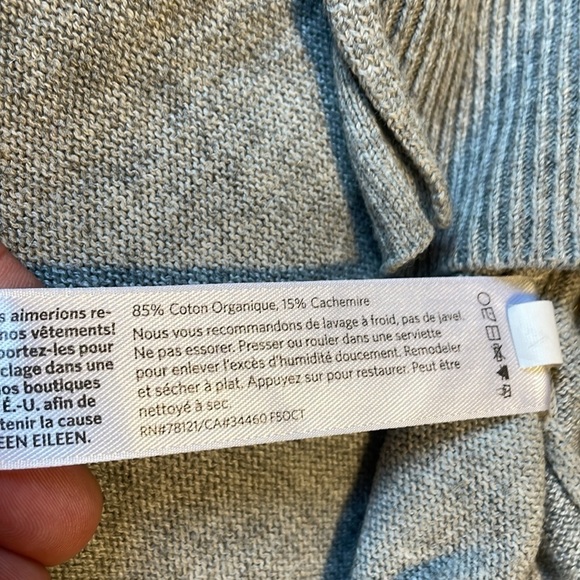 s aimerions re-
nos vêtements!
portez-les pour
clage dans une
nos boutiques
É.-U. afin de
tenir la cause
EEN EILEEN.
85% Coton Organique, 15% Cachemire
Nous vous recommandons de lavage à froid, pas de javel.
Ne pas essorer. Presser ou rouler dans une serviette
pour enlever l'excès d'humidité doucement. Remodeler
et sécher à plat. Appuyez sur pour restaurer. Peut être
nettoyé à sec.
RN#78121/CA#34460 F5OCT